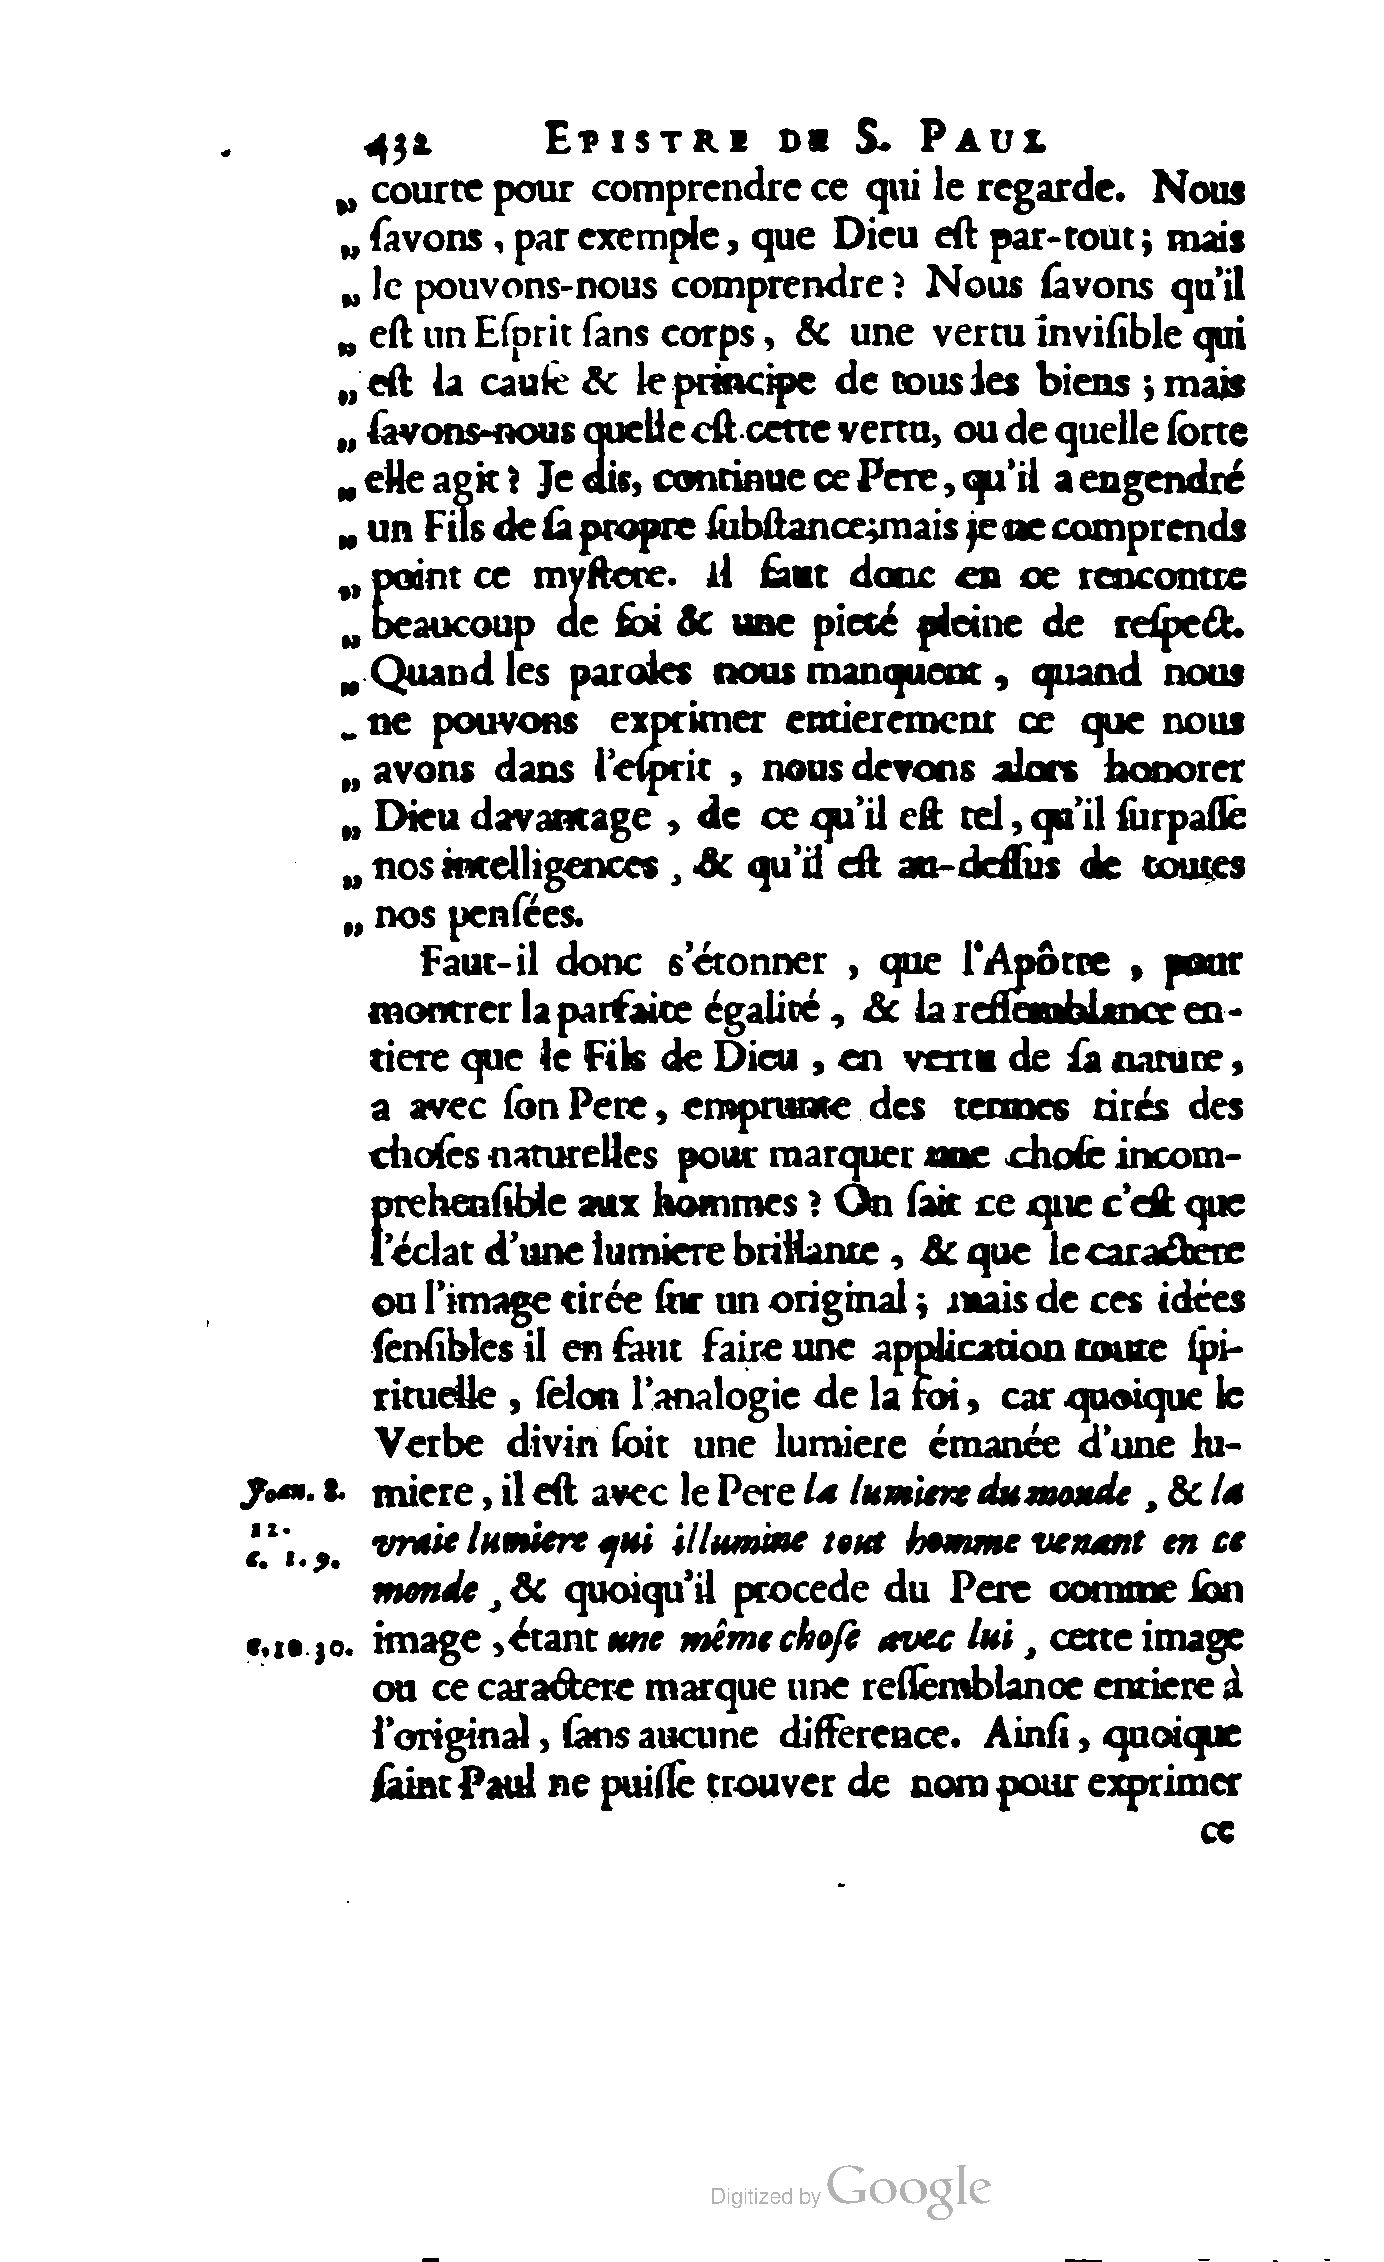 432 EPISTRE DE S. PAUL
„ courte pour comprendre ce qui le regarde. Nous
„ ſavons, par exemple, que Dieu eſt par-tout; mais
„ le pouvons-nous comprendre? Nous ſavons qu'il
„ eſt un Eſprit ſans corps, & une vertu inviſible qui
„ eſt la cauſe & le principe de tous les biens; mais
„ ſavons-nous quelle eſt cette vertu, ou de quelle ſorte
„ elle agit? Je dis, continue ce Pere, qu'il a engendré
„ un Fils de ſa propre ſubſtance; mais je ne comprends
„ point ce myſtere. Il faut donc en ce rencontre
„ beaucoup de foi & une pieté pleine de reſpect.
„ Quand les paroles nous manquent, quand nous
„ ne pouvons exprimer entierement ce que nous
„ avons dans l'eſprit, nous devons alors honorer
„ Dieu davantage, de ce qu'il eſt tel, qu'il ſurpaſſe
„ nos intelligences, & qu'il eſt au-deſſus de toutes
„ nos penſées.
Faut-il donc s'étonner, que l'Apôtre, pour
montrer la parfaite égalité, & la reſſemblance en-
tiere que le Fils de Dieu, en vertu de ſa nature,
a avec ſon Pere, emprunte des termes tirés des
choſes naturelles pour marquer une choſe incom-
prehenſible aux hommes? On ſait ce que c'eſt que
l'éclat d'une lumiere brillante, & que le caractere
ou l'image tirée ſur un original; mais de ces idées
ſenſibles il en faut faire une application toute ſpi-
rituelle, ſelon l'analogie de la foi, car quoique le
Verbe divin ſoit une lumiere émanée d'une lu-
Joan. 8. miere, il eſt avec le Pere la lumiere du monde, & la
12.
c. 1. 9. vraie lumiere qui illumine tout homme venant en ce
monde, & quoiqu'il procede du Pere comme ſon
c. 10. 30. image, étant une même choſe avec lui, cette image
ou ce caractere marque une reſſemblance entiere à
l'original, ſans aucune difference. Ainſi, quoique
ſaint Paul ne puiſſe trouver de nom pour exprimer
ce
Digitized by Google